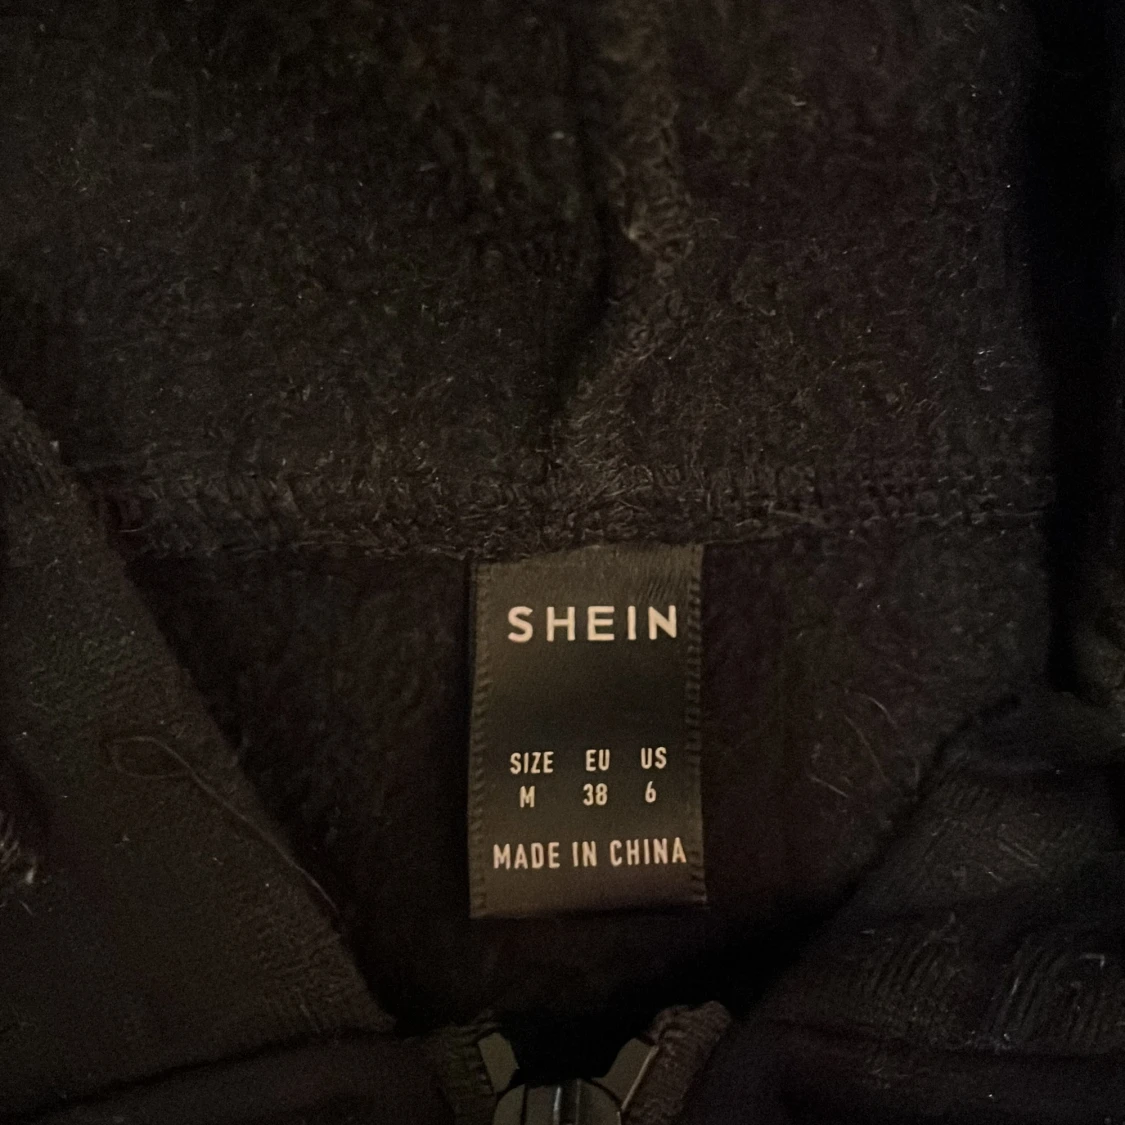 SHEIN
SIZE EU US
M 38 6
MADE IN CHINA